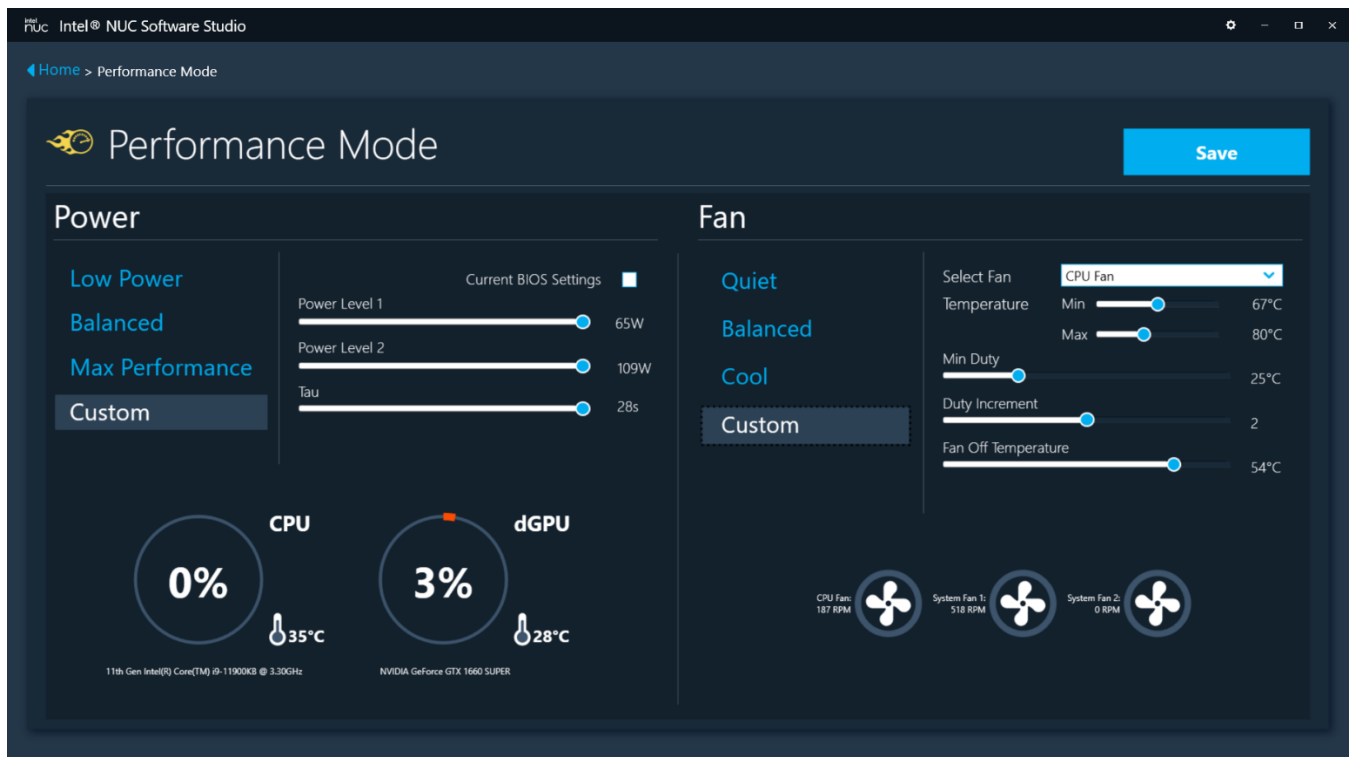 intel nuc Intel® NUC Software Studio
Home > Performance Mode
Performance Mode
Save
Power
Low Power
Balanced
Max Performance
Custom
Current BIOS Settings
Power Level 1
65W
Power Level 2
109W
Tau
28s
CPU
0%
35°C
11th Gen Intel(R) Core(TM) i9-11900KB @ 3.30GHz
dGPU
3%
28°C
NVIDIA GeForce GTX 1660 SUPER
Fan
Quiet
Balanced
Cool
Custom
Select Fan CPU Fan
Temperature Min 67°C
Max 80°C
Min Duty
25°C
Duty Increment
2
Fan Off Temperature
54°C
CPU Fan:
187 RPM
System Fan 1:
518 RPM
System Fan 2:
0 RPM